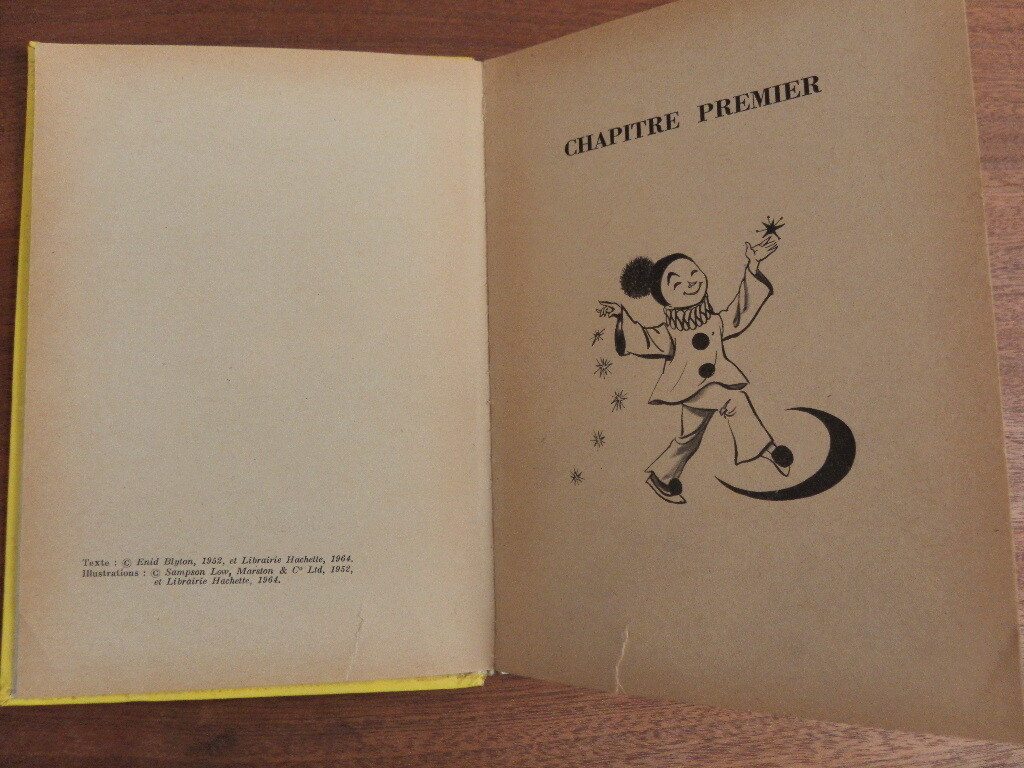 Texte : © Enid Blyton, 1952, et Librairie Hachette, 1964.
Illustrations : © Sampson Low, Marston & Cº Ltd, 1952,
et Librairie Hachette, 1964.
CHAPITRE PREMIER